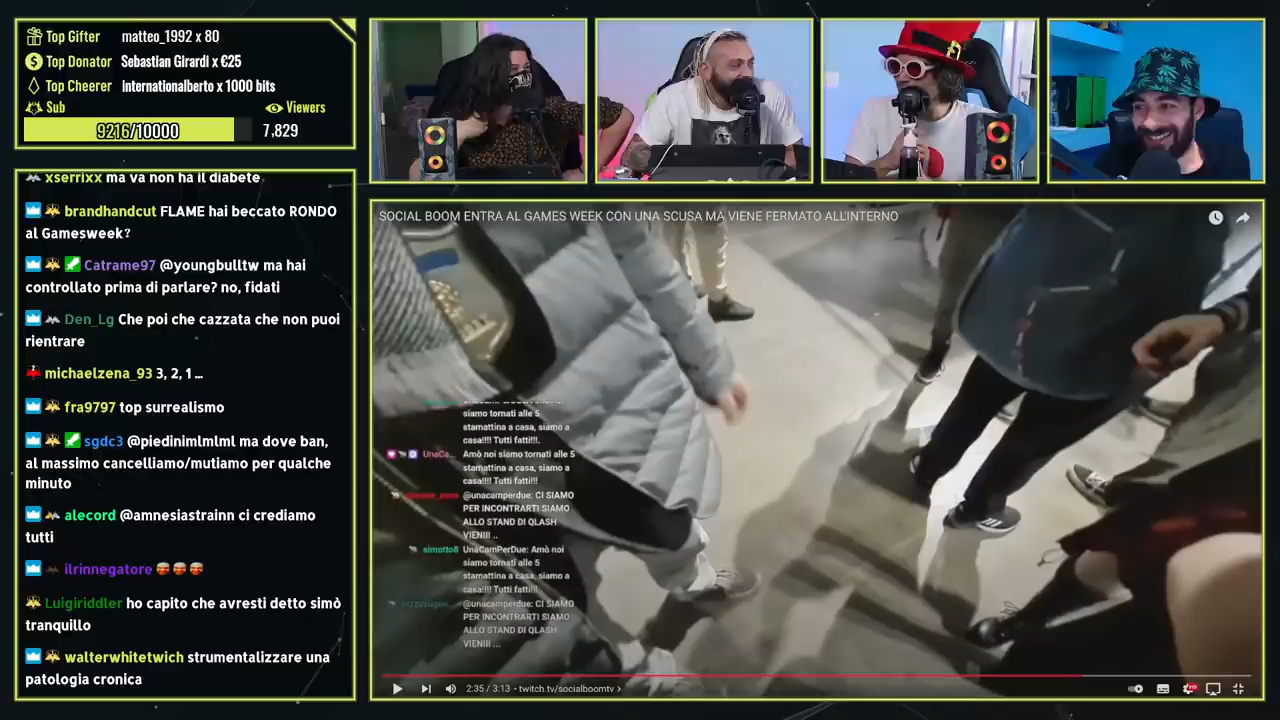 Top Gifter matteo_1992 x 80
Top Donator Sebastian Girardi x €25
Top Cheerer Internationalberto x 1000 bits
Sub Viewers
9216/10000 7,829
xserrixx ma va non ha il diabete
brandhandcut FLAME hai beccato RONDO
al Gamesweek?
Catrame97 @youngbulltw ma hai
controllato prima di parlare? no, fidati
Den_Lg Che poi che cazzata che non puoi
rientrare
michaelzena_93 3, 2, 1 ...
fra9797 top surrealismo
sgdc3 @piedinimlmlml ma dove ban,
al massimo cancelliamo/mutiamo per qualche
minuto
alecord @amnesiastrainn ci crediamo
tutti
ilrinnegatore
Luigiriddler ho capito che avresti detto simò
tranquillo
walterwhitetwich strumentalizzare una
patologia cronica
SOCIAL BOOM ENTRA AL GAMES WEEK CON UNA SCUSA MA VIENE FERMATO ALL'INTERNO
siamo tornati alle 5
stamattina a casa, siamo a
casa!!!! Tutti fatti!!!.
UnaCa... Amò noi siamo tornati alle 5
stamattina a casa, siamo a
casa!!!! Tutti fatti!!!
@unacamperdue: CI SIAMO
PER INCONTRARTI SIAMO
ALLO STAND DI QLASH
VIENIII ..
simotto8 UnaCamPerDue: Amò noi
siamo tornati alle 5
stamattina a casa, siamo a
casa!!!! Tutti fatti!!!
@unacamperdue: CI SIAMO
PER INCONTRARTI SIAMO
ALLO STAND DI QLASH
VIENIII ...
2:35 / 3:13 • twitch.tv/socialboomtv >